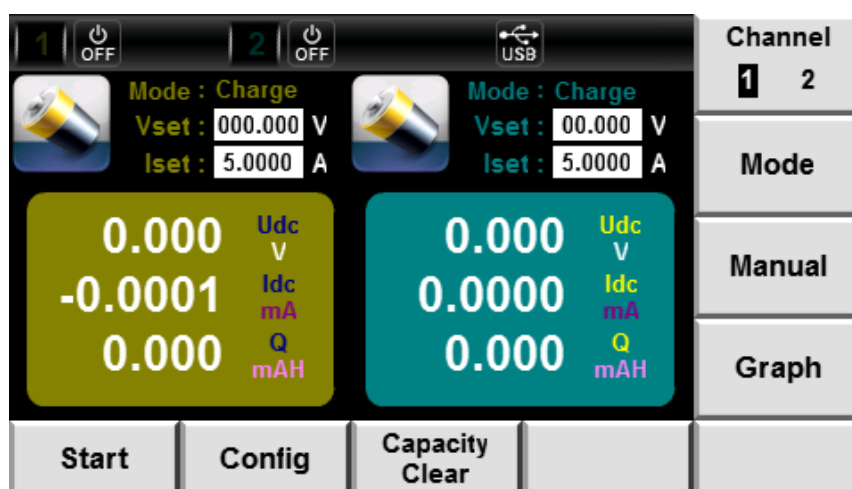 1 OFF 2 OFF USB
Channel
1 2
Mode : Charge
Vset : 000.000 V
Iset : 5.0000 A
Mode : Charge
Vset : 00.000 V
Iset : 5.0000 A
0.000 Udc V
-0.0001 Idc mA
0.000 Q mAH
0.000 Udc V
0.0000 Idc mA
0.000 Q mAH
Mode
Manual
Graph
Start
Config
Capacity
Clear